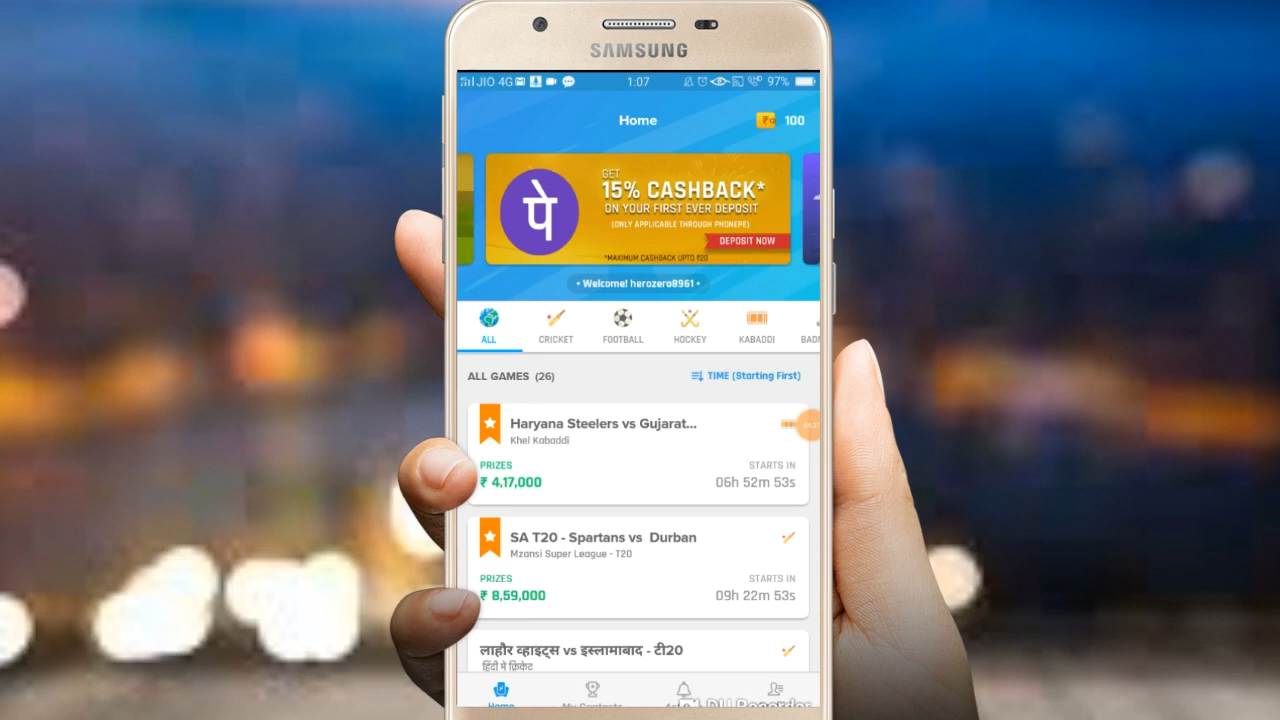 SAMSUNG
JIO 4G 1:07 97%
Home
100
पे
GET
15% CASHBACK*
ON YOUR FIRST EVER DEPOSIT
(ONLY APPLICABLE THROUGH PHONEPE)
DEPOSIT NOW
*MAXIMUM CASHBACK UPTO ₹20
• Welcome! herozero8961 •
ALL CRICKET FOOTBALL HOCKEY KABADDI
ALL GAMES (26) TIME (Starting First)
Haryana Steelers vs Gujarat...
Khel Kabaddi
PRIZES STARTS IN
₹ 4,17,000 06h 52m 53s
SA T20 - Spartans vs Durban
Mzansi Super League - T20
PRIZES STARTS IN
₹ 8,59,000 09h 22m 53s
लाहौर व्हाइट्स vs इस्लामाबाद - टी20
हिंदी में क्रिकेट
Home My Contests
DU Recorder